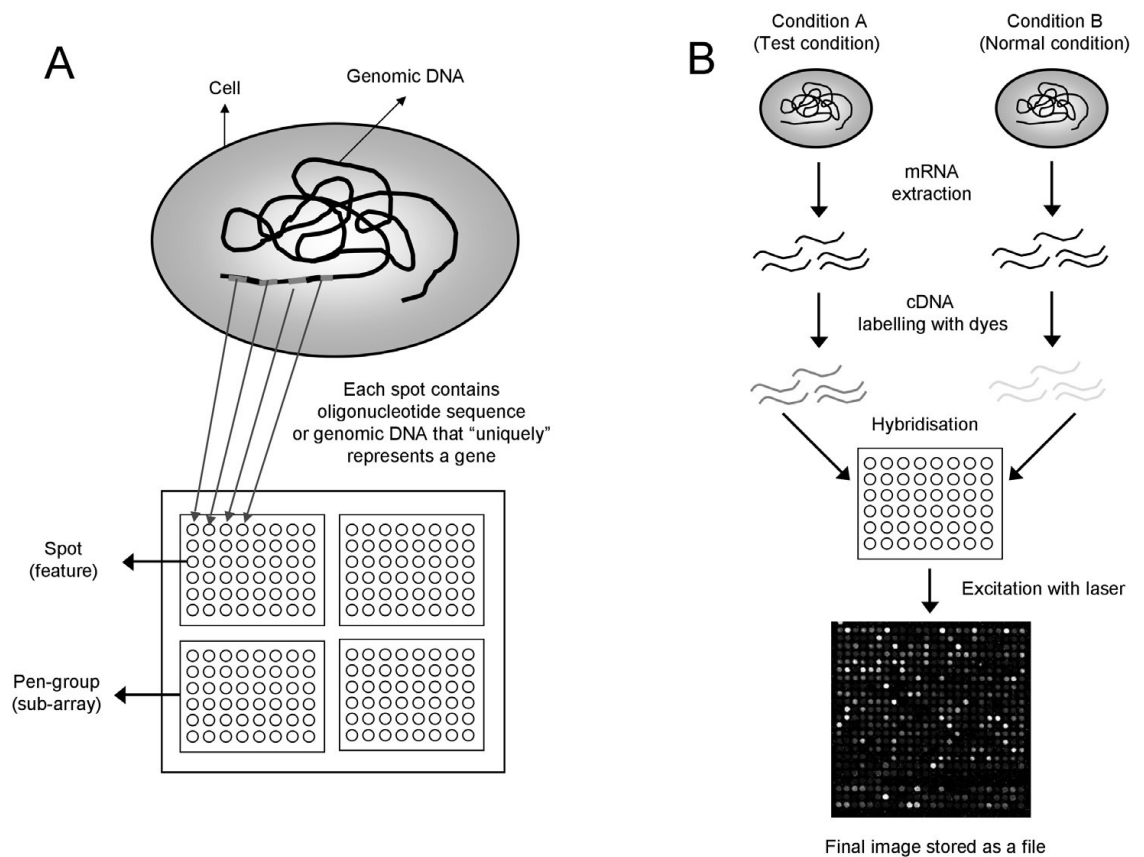 A
Cell
Genomic DNA
Each spot contains
oligonucleotide sequence
or genomic DNA that “uniquely”
represents a gene
Spot
(feature)
Pen-group
(sub-array)
B
Condition A
(Test condition)
Condition B
(Normal condition)
mRNA
extraction
cDNA
labelling with dyes
Hybridisation
Excitation with laser
Final image stored as a file